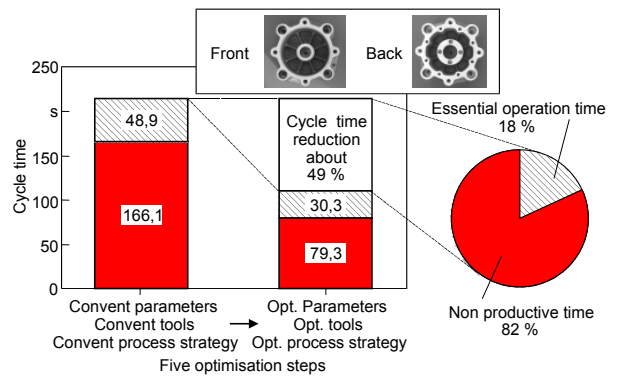 Front
Back
250
s
150
100
50
0
Cycle time
48,9
166,1
Cycle time
reduction
about
49 %
30,3
79,3
Essential operation time
18 %
Non productive time
82 %
Convent parameters
Convent tools
Convent process strategy
Opt. Parameters
Opt. tools
Opt. process strategy
Five optimisation steps